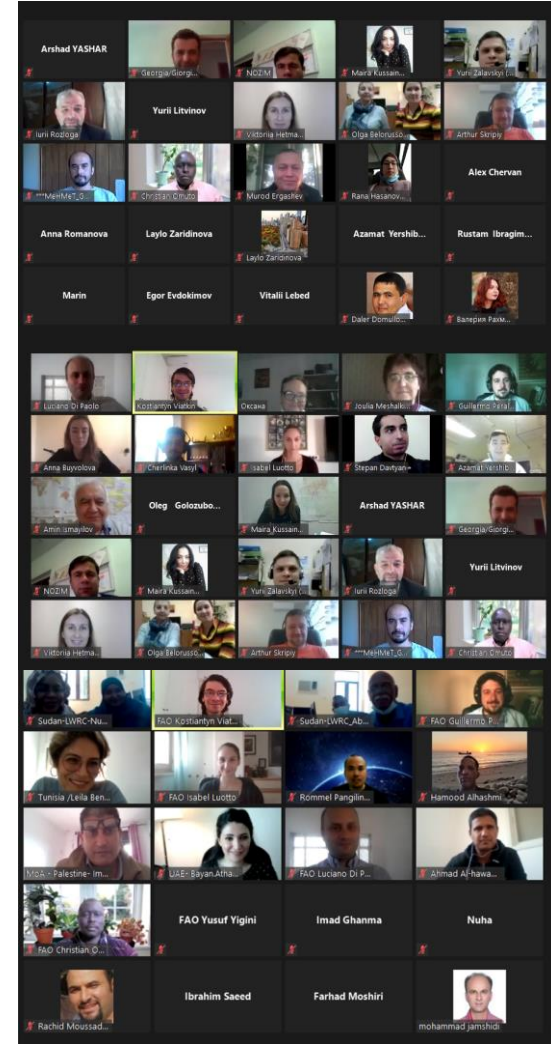 Arshad YASHAR
Georgia/Giorgi...
NOZIM
Maira Kussain...
Yurii Zalavskyi (...
Iurii Rozloga
Yurii Litvinov
Viktoriia Hetma...
Olga Belorusso...
Arthur Skripiy
***MeHMeT_G...
Christian Omuto
Murod Ergashev
Rana Hasanov...
Alex Chervan
Anna Romanova
Laylo Zaridinova
Laylo Zaridinova
Azamat Yershib...
Rustam Ibragim...
Marin
Egor Evdokimov
Vitalii Lebed
Daler Domullo...
Валерия Рахм...
Luciano Di Paolo
Kostiantyn Viatkin
Оксана
Joulia Meshalki...
Guillermo Peral...
Anna Buyvolova
Cherlinka Vasyl
Isabel Luotto
Stepan Davtyan
Azamat Yershib...
Amin Ismayilov
Oleg Golozubo...
Maira Kussain...
Arshad YASHAR
Georgia/Giorgi...
NOZIM
Maira Kussain...
Yurii Zalavskyi (...
Iurii Rozloga
Yurii Litvinov
Viktoriia Hetma...
Olga Belorusso...
Arthur Skripiy
***MeHMeT_G...
Christian Omuto
Sudan-LWRC-Nu...
FAO Kostiantyn Viat...
Sudan-LWRC_Ab...
FAO Guillermo P...
Tunisia /Leila Ben...
FAO Isabel Luotto
Rommel Pangilin...
Hamood Alhashmi
MoA - Palestine- Im...
UAE- Bayan.Atha...
FAO Luciano Di P...
Ahmad Al-hawa...
FAO Christian O...
FAO Yusuf Yigini
Imad Ghanma
Nuha
Rachid Moussad...
Ibrahim Saeed
Farhad Moshiri
mohammad jamshidi